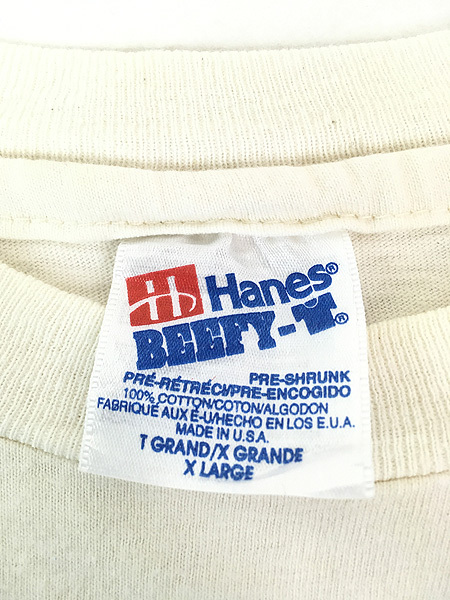 Hanes®
BEEFY-T®
PRÉ-RÉTRÉCI/PRE-ENCOGIDO PRE-SHRUNK
100% COTTON/COTON/ALGODON
FABRIQUÉ AUX É-U/HECHO EN LOS E.U.A.
MADE IN U.S.A.
T GRAND/X GRANDE
X LARGE